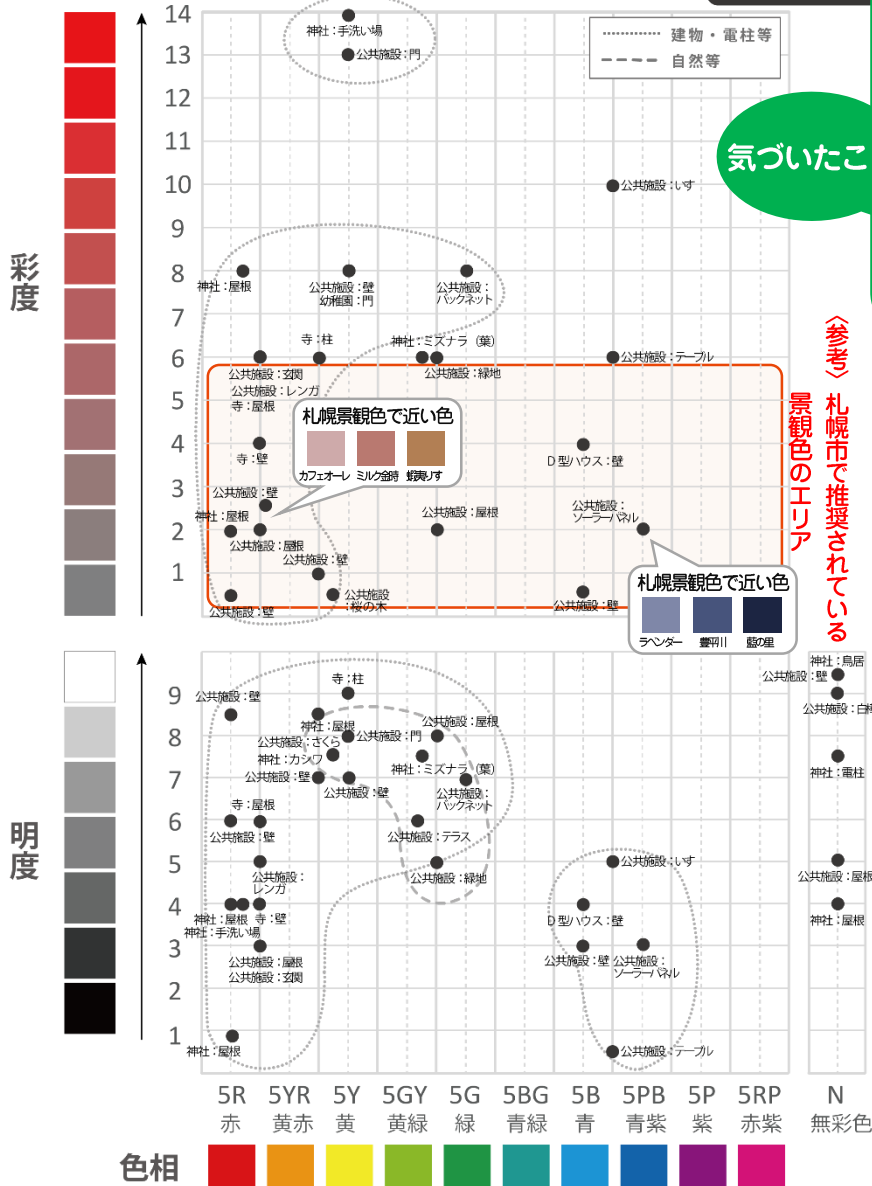 14
13
12
11
10
9
8
7
6
5
4
3
2
1
彩度
神社：手洗い場
公共施設：門
建物・電柱等
自然等
気づいたこ
公共施設：いす
神社：屋根
公共施設：壁
幼稚園：門
公共施設：
バックネット
寺：柱
神社：ミズナラ（葉）
公共施設：テーブル
公共施設：玄関
公共施設：レンガ
寺：屋根
公共施設：緑地
札幌景観色で近い色
カフェオーレ
ミルク金時
蝦夷りす
寺：壁
D型ハウス：壁
公共施設：壁
神社：屋根
公共施設：屋根
公共施設：屋根
公共施設：
ソーラーパネル
公共施設：壁
公共施設
：桜の木
公共施設：壁
公共施設：壁
札幌景観色で近い色
ラベンダー
豊平川
藍の里
〈参考〉札幌市で推奨されている
景観色のエリア
9
8
7
6
5
4
3
2
1
明度
寺：柱
公共施設：壁
神社：屋根
公共施設：屋根
公共施設：さくら
公共施設：門
神社：カシワ
神社：ミズナラ（葉）
公共施設：壁
公共施設：壁
公共施設：
バックネット
寺：屋根
公共施設：壁
公共施設：テラス
公共施設：
レンガ
公共施設：緑地
公共施設：いす
神社：屋根
寺：壁
神社：手洗い場
D型ハウス：壁
公共施設：屋根
公共施設：玄関
公共施設：壁
公共施設：
ソーラーパネル
神社：屋根
公共施設：テーブル
神社：鳥居
公共施設：壁
公共施設：白樺
神社：電柱
公共施設：屋根
神社：屋根
5R 5YR 5Y 5GY 5G 5BG 5B 5PB 5P 5RP N
赤 黄赤 黄 黄緑 緑 青緑 青 青紫 紫 赤紫 無彩色
色相